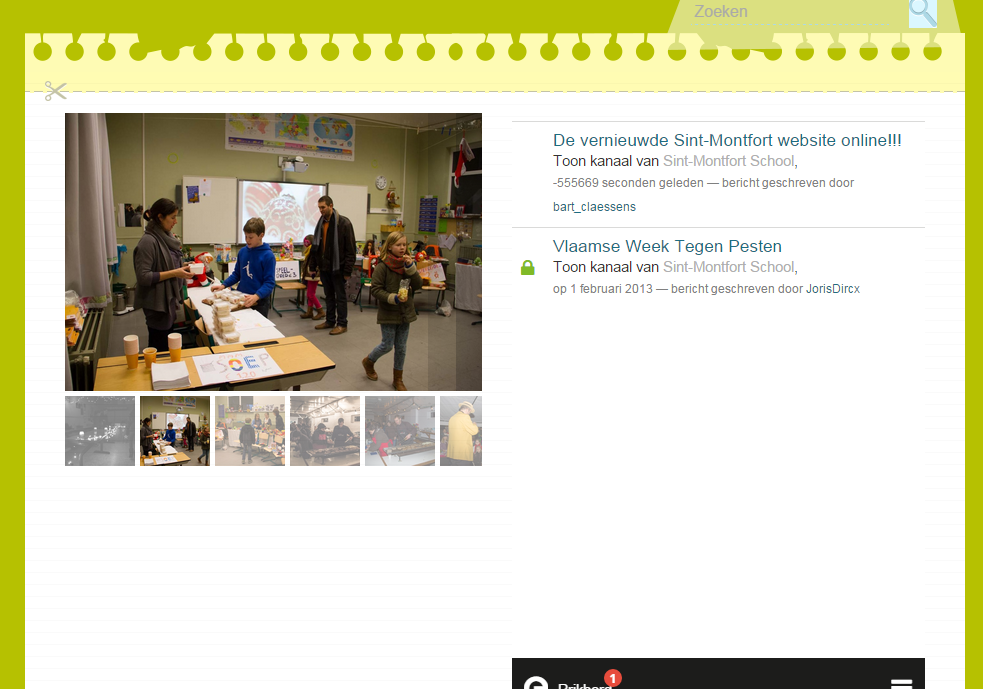 Zoeken
SOEP
De vernieuwde Sint-Montfort website online!!!
Toon kanaal van Sint-Montfort School,
-555669 seconden geleden — bericht geschreven door
bart_claessens
Vlaamse Week Tegen Pesten
Toon kanaal van Sint-Montfort School,
op 1 februari 2013 — bericht geschreven door JorisDircx
Prikbord
1